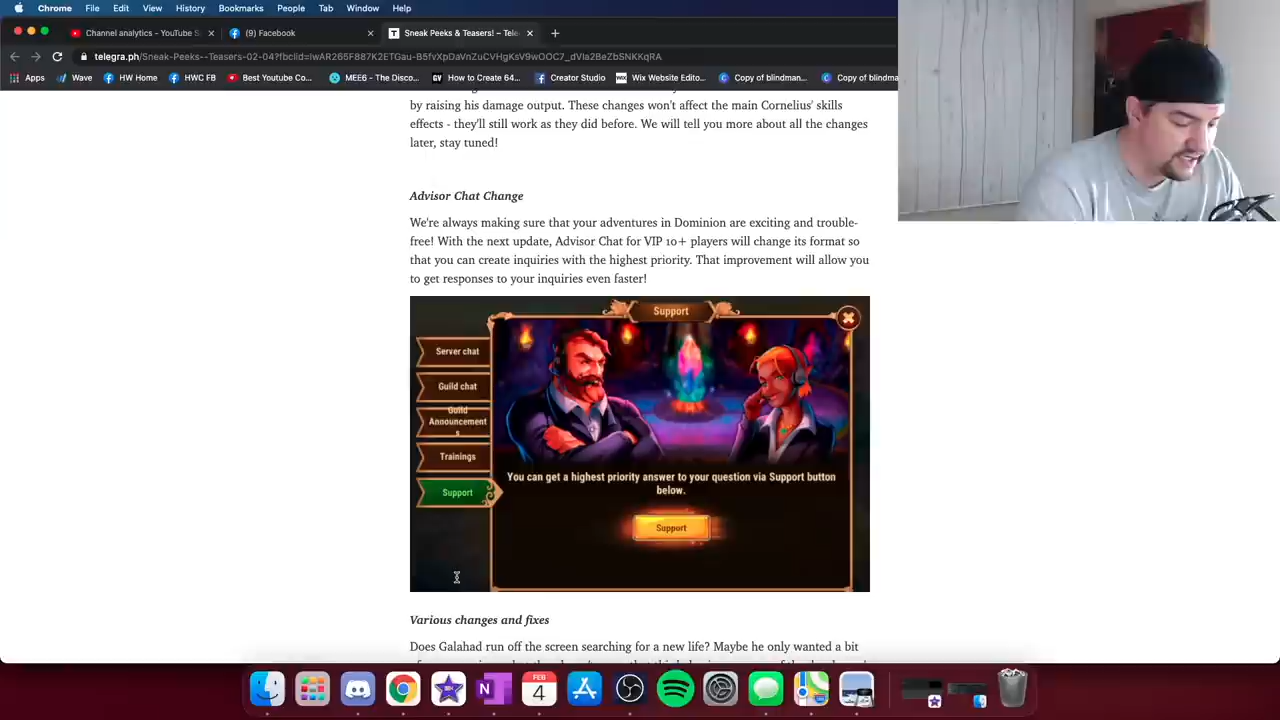 Chrome File Edit View History Bookmarks People Tab Window Help
Channel analytics - YouTube S
(9) Facebook
Sneak Peeks & Teasers! – Tele
telegra.ph/Sneak-Peeks--Teasers-02-04?fbclid=IwAR265F887K2ETGau-B5fvXpDaVnZuCVHgKsV9wOOC7_dVIa2BeZbSNKKqRA
Apps Wave HW Home HWC FB Best Youtube Co... MEE6 - The Disco... How to Create 64... Creator Studio Wix Website Edito... Copy of blindman... Copy of blindma
by raising his damage output. These changes won't affect the main Cornelius' skills
effects - they'll still work as they did before. We will tell you more about all the changes
later, stay tuned!
Advisor Chat Change
We're always making sure that your adventures in Dominion are exciting and trouble-
free! With the next update, Advisor Chat for VIP 10+ players will change its format so
that you can create inquiries with the highest priority. That improvement will allow you
to get responses to your inquiries even faster!
Support
Server chat
Guild chat
Guild
Announcement
s
Trainings
Support
You can get a highest priority answer to your question via Support button
below.
Support
Various changes and fixes
Does Galahad run off the screen searching for a new life? Maybe he only wanted a bit
FEB
4